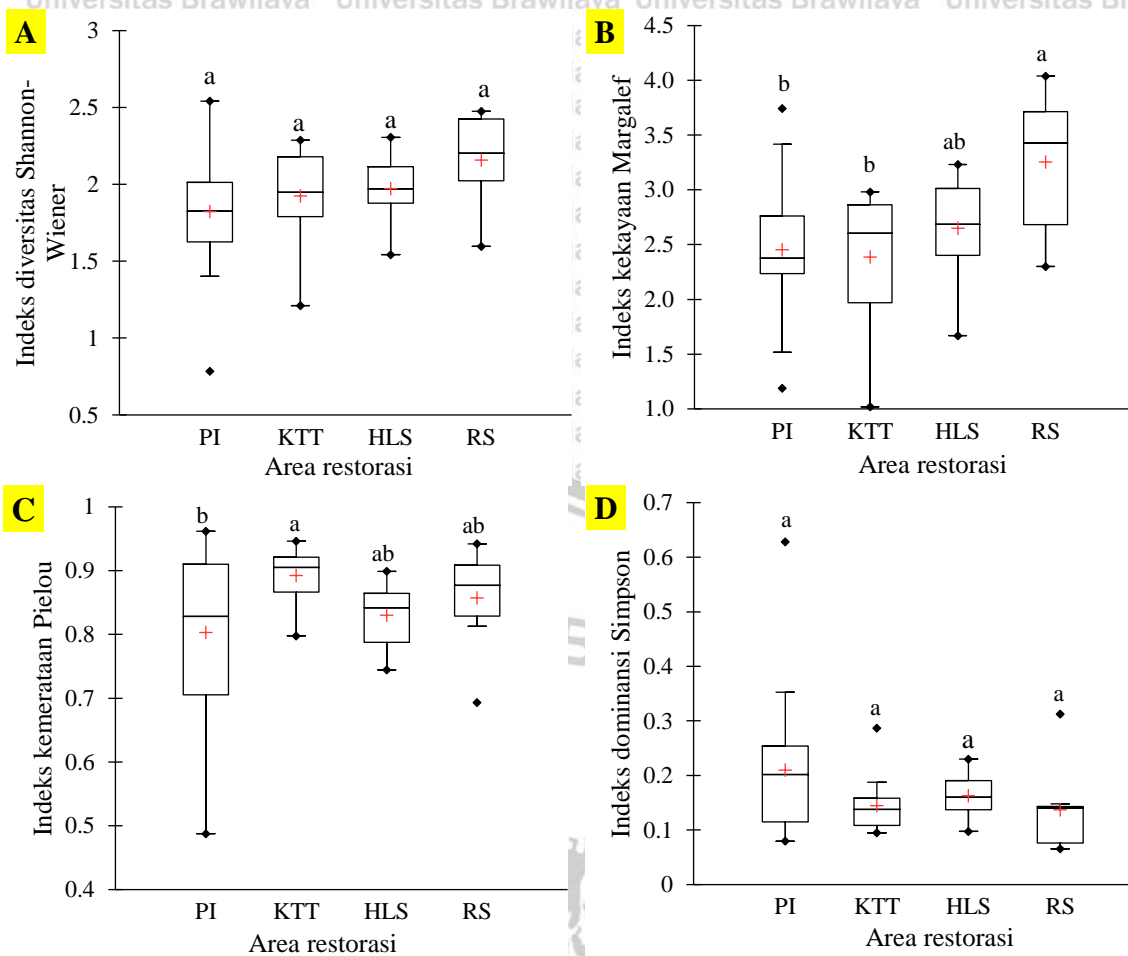 Universitas Brawijaya Universitas Brawijaya Universitas Brawijaya Universitas
A
Indeks diversitas Shannon-
Wiener
3
2.5
2
1.5
1
0.5
a
a
a
a
PI KTT HLS RS
Area restorasi
B
Indeks kekayaan Margalef
4.5
4.0
3.5
3.0
2.5
2.0
1.5
1.0
b
b
ab
a
PI KTT HLS RS
Area restorasi
C
Indeks kemerataan Pielou
1
0.9
0.8
0.7
0.6
0.5
0.4
b
a
ab
ab
PI KTT HLS RS
Area restorasi
D
Indeks dominansi Simpson
0.7
0.6
0.5
0.4
0.3
0.2
0.1
0
a
a
a
a
PI KTT HLS RS
Area restorasi